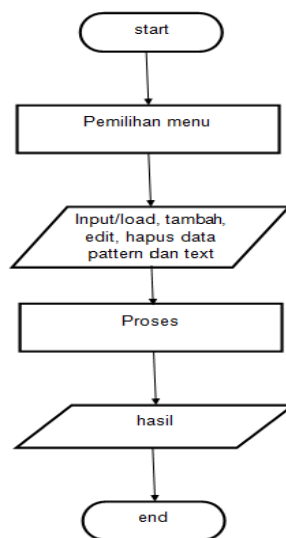 start
Pemilihan menu
Input/load, tambah,
edit, hapus data
pattern dan text
Proses
hasil
end